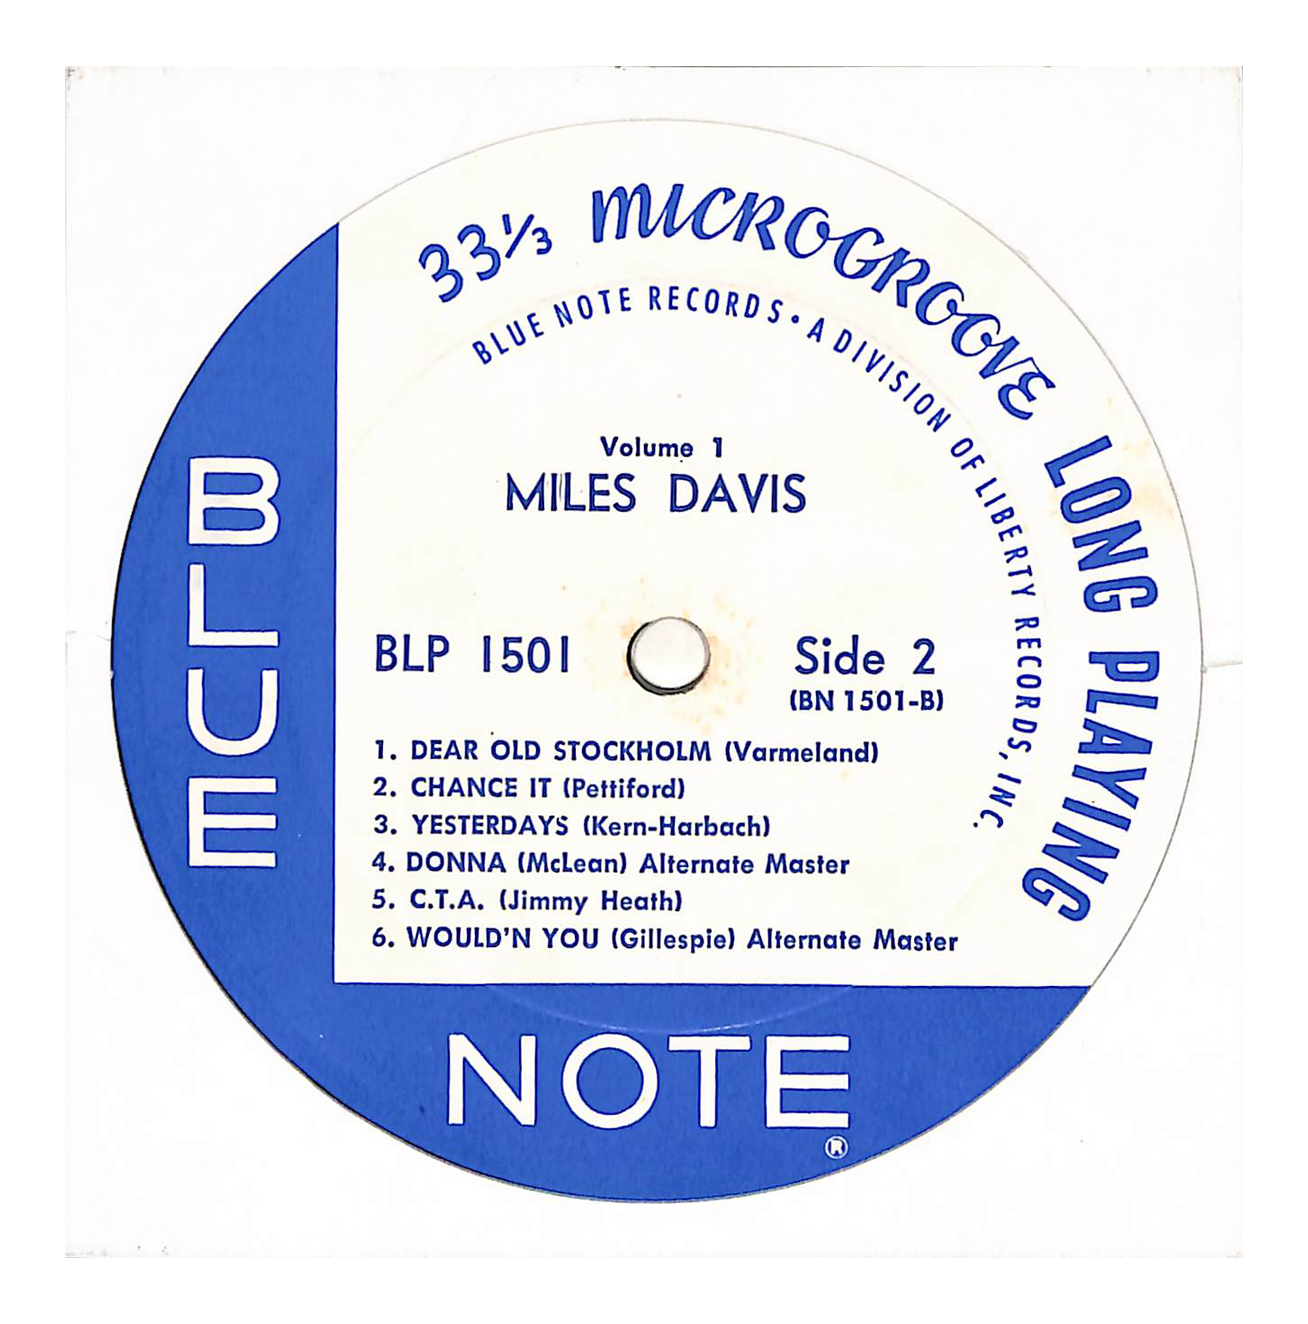 33⅓ MICROGROOVE LONG PLAYING
BLUE NOTE RECORDS • A DIVISION OF LIBERTY RECORDS, INC.
Volume 1
MILES DAVIS
BLP 1501
Side 2
(BN 1501-B)
1. DEAR OLD STOCKHOLM (Varmeland)
2. CHANCE IT (Pettiford)
3. YESTERDAYS (Kern-Harbach)
4. DONNA (McLean) Alternate Master
5. C.T.A. (Jimmy Heath)
6. WOULD'N YOU (Gillespie) Alternate Master
BLUE
NOTE
®